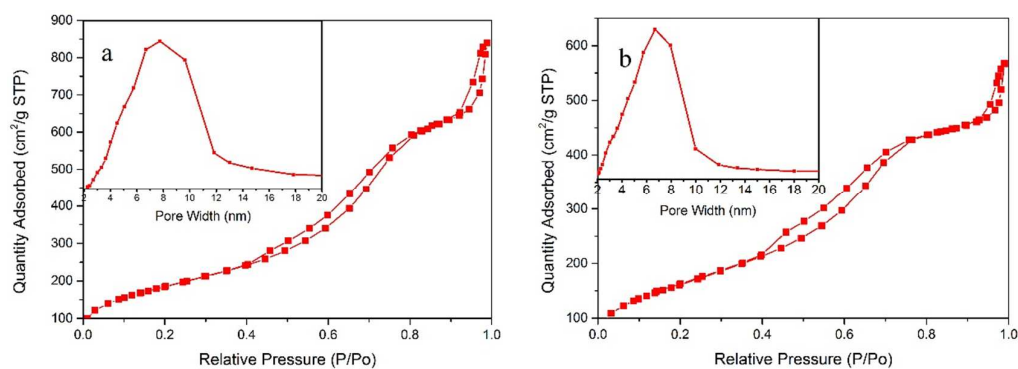 a
2 4 6 8 10 12 14 16 18 20
Pore Width (nm)
900
800
700
600
500
400
300
200
100
Quantity Adsorbed (cm²/g STP)
0.0 0.2 0.4 0.6 0.8 1.0
Relative Pressure (P/Po)
b
2 4 6 8 10 12 14 16 18 20
Pore Width (nm)
600
500
400
300
200
100
Quantity Adsorbed (cm²/g STP)
0.0 0.2 0.4 0.6 0.8 1.0
Relative Pressure (P/Po)